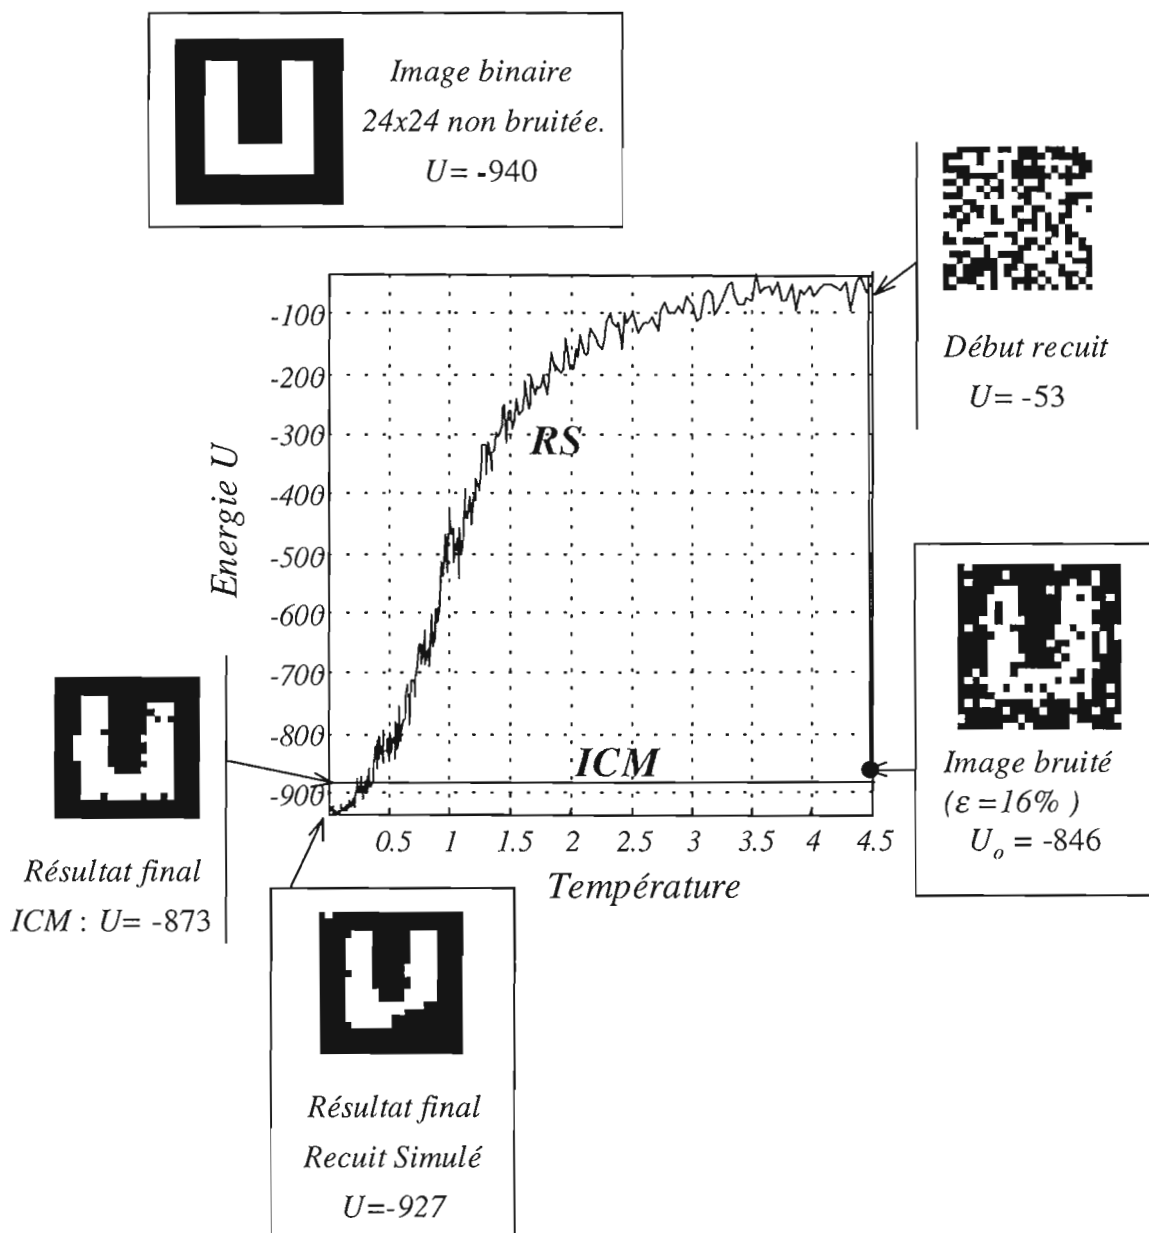 Image binaire
24x24 non bruitée.
U= -940
Début recuit
U= -53
-100
-200
-300
-400
-500
-600
-700
-800
-900
Energie U
RS
ICM
0.5 1 1.5 2 2.5 3 3.5 4 4.5
Température
Image bruité
(ε =16% )
Uo = -846
Résultat final
ICM : U= -873
Résultat final
Recuit Simulé
U=-927